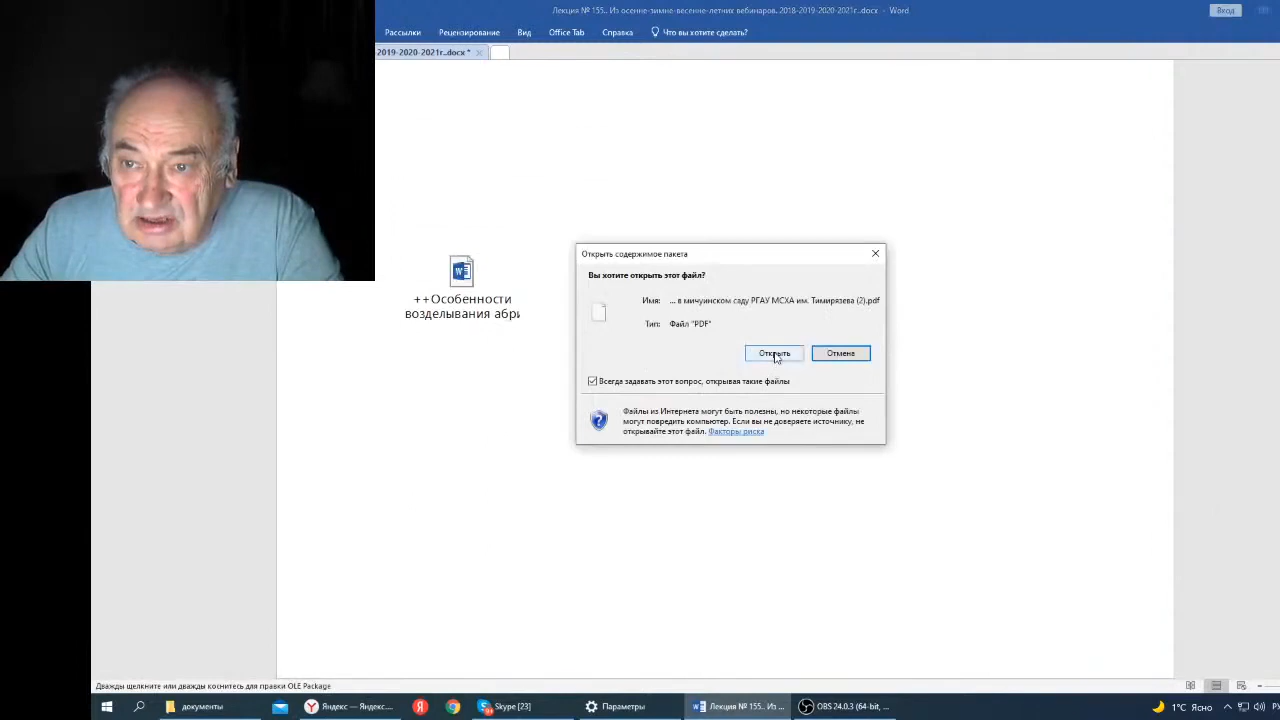 Лекция № 155.. Из осенне-зимне-весенне-летних вебинаров. 2018-2019-2020-2021г..docx - Word
Вход
Рассылки Рецензирование Вид Office Tab Справка Что вы хотите сделать?
2019-2020-2021г..docx *
++Особенности
возделывания абри
Открыть содержимое пакета
Вы хотите открыть этот файл?
Имя: ... в мичуинском саду РГАУ МСХА им. Тимирязева (2).pdf
Тип: Файл "PDF"
Открыть Отмена
Всегда задавать этот вопрос, открывая такие файлы
Файлы из Интернета могут быть полезны, но некоторые файлы
могут повредить компьютер. Если вы не доверяете источнику, не
открывайте этот файл. Факторы риска
Дважды щелкните или дважды коснитесь для правки OLE Package
документы Яндекс — Яндекс.... Я Skype [23] Параметры Лекция № 155.. Из ... OBS 24.0.3 (64-bit, ... 1°C Ясно